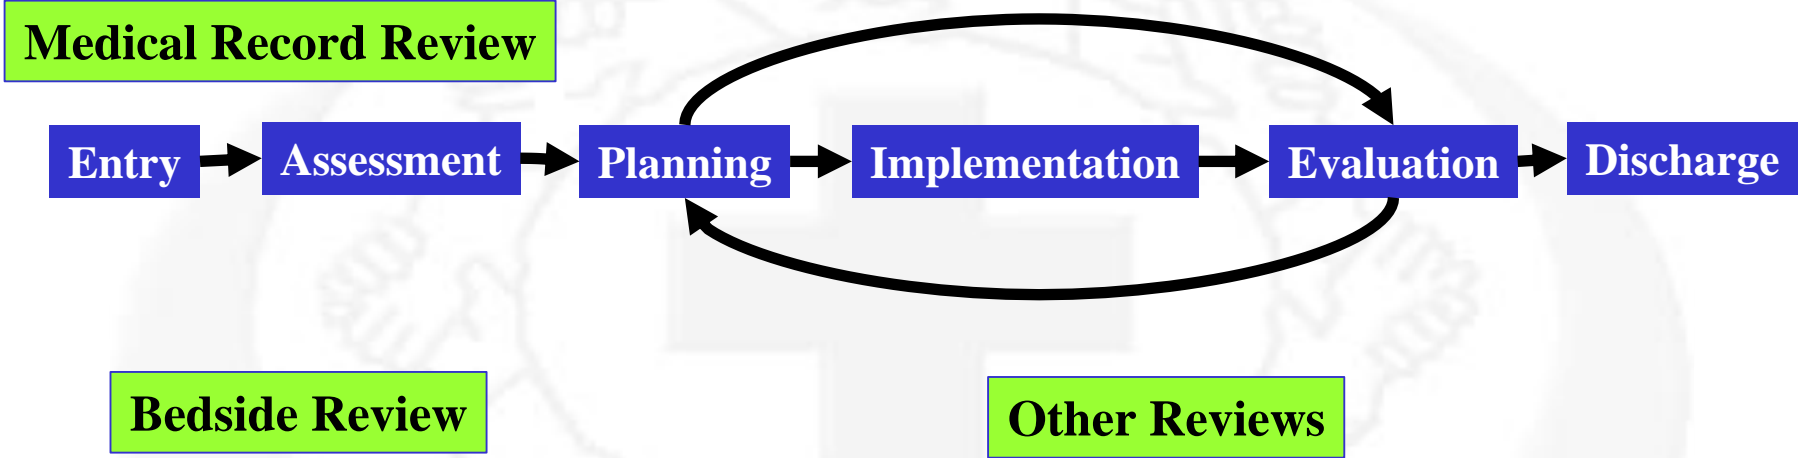 Medical Record Review
Entry
Assessment
Planning
Implementation
Evaluation
Discharge
Bedside Review
Other Reviews